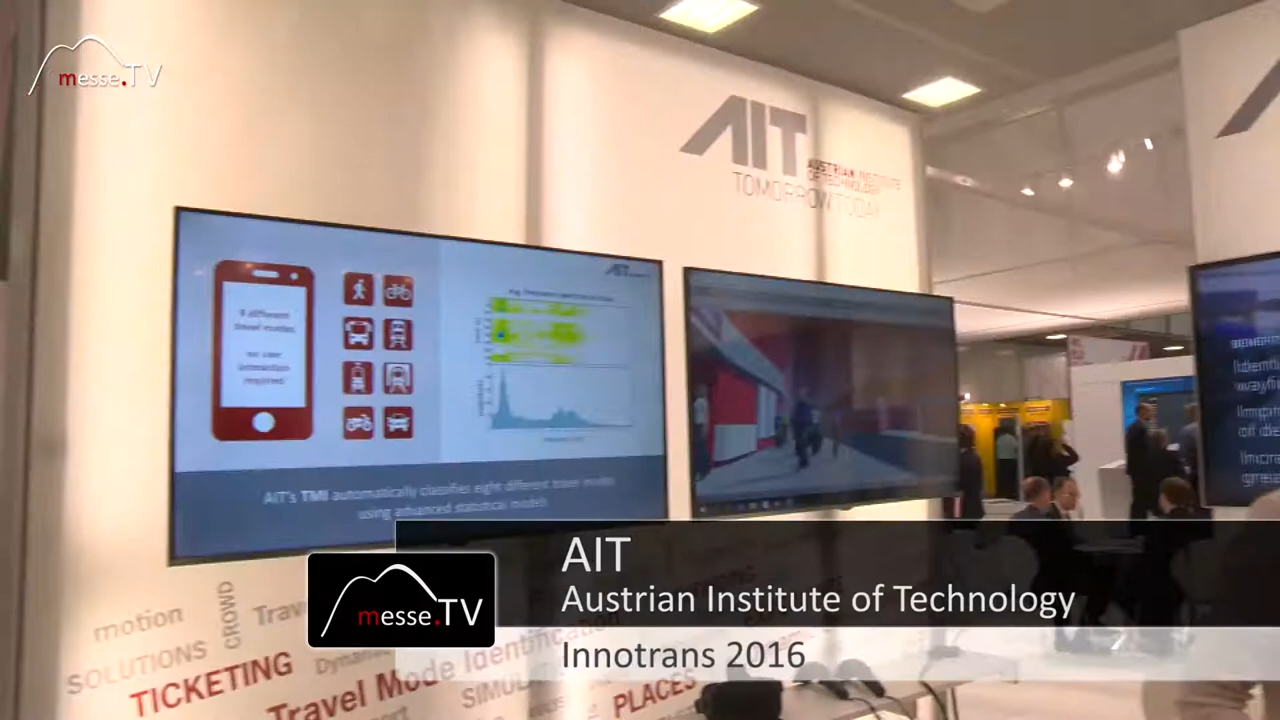 messe.TV
AIT
AUSTRIAN INSTITUTE
OF TECHNOLOGY
TOMORROW TODAY
AIT
8 different
travel modes
no user
interaction
required
AIT's TMI automatically classifies eight different travel modes
using advanced statistical models
motion
CROWD
SOLUTIONS
TICKETING
Travel Mode Identification
PLACES
messe.TV
AIT
Austrian Institute of Technology
Innotrans 2016